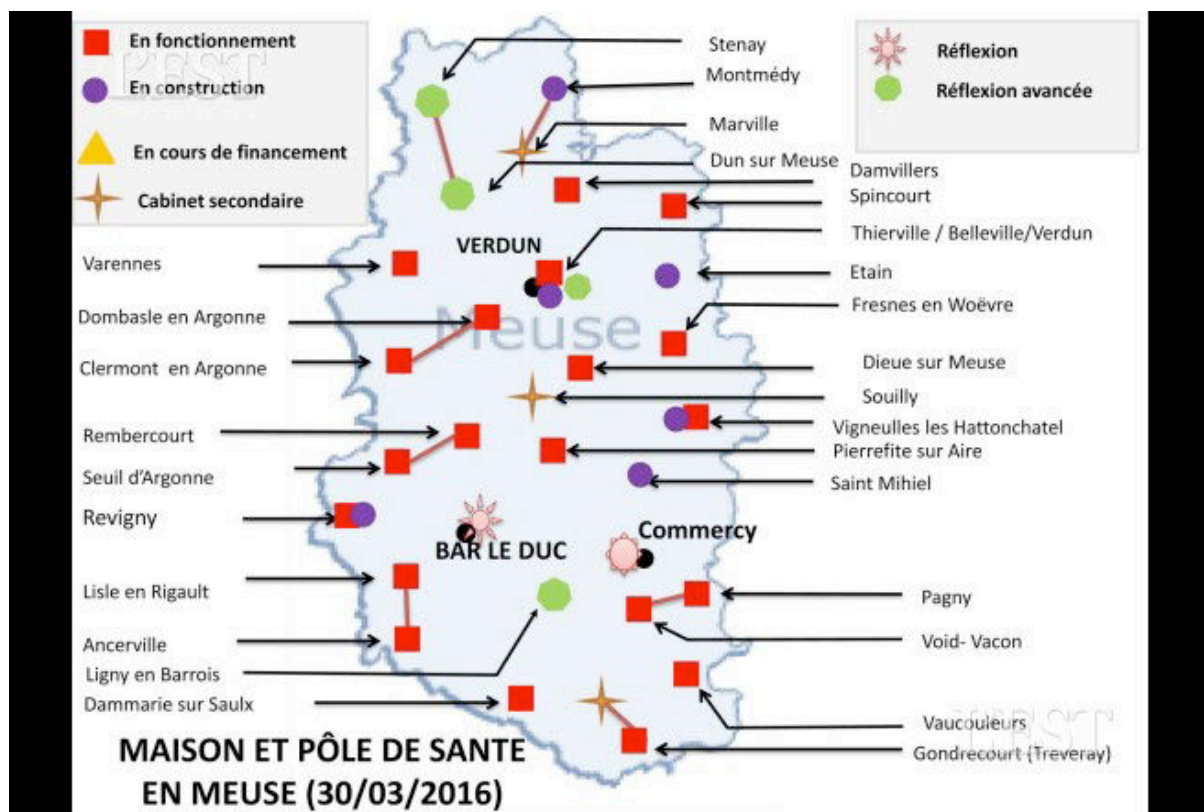 En fonctionnement
L'EST
En construction
En cours de financement
Cabinet secondaire
Réflexion
Réflexion avancée
Stenay
Montmédy
Marville
Dun sur Meuse
Damvillers
Spincourt
VERDUN
Thierville / Belleville/Verdun
Varennes
Etain
Dombasle en Argonne
Meuse
Fresnes en Woëvre
Clermont en Argonne
Dieue sur Meuse
Souilly
Rembercourt
Vigneulles les Hattonchatel
Pierrefite sur Aire
Seuil d'Argonne
Saint Mihiel
Revigny
BAR LE DUC
Commercy
Lisle en Rigault
Pagny
Ancerville
Void- Vacon
Ligny en Barrois
Dammarie sur Saulx
Vaucouleurs
L'EST
Gondrecourt (Treveray)
MAISON ET PÔLE DE SANTE
EN MEUSE (30/03/2016)